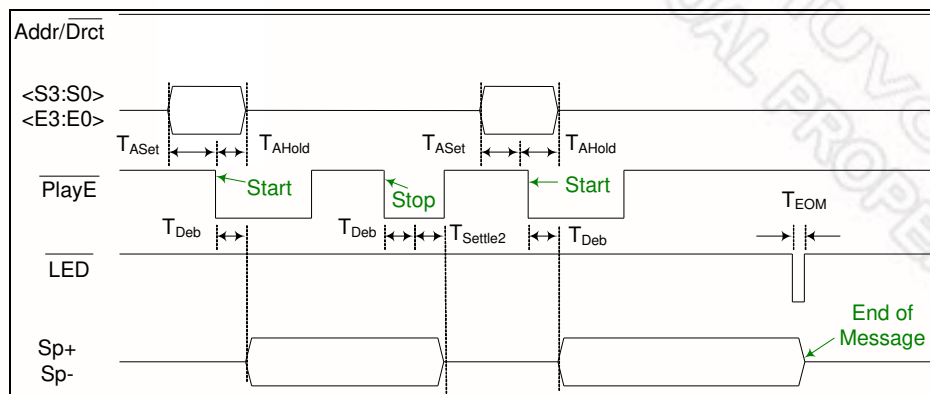 Addr/Drct
<S3:S0>
<E3:E0>
TASet
TAHold
TASet
TAHold
PlayE
Start
Stop
Start
TDeb
TDeb
TSettle2
TDeb
TEOM
LED
End of
Message
Sp+
Sp-